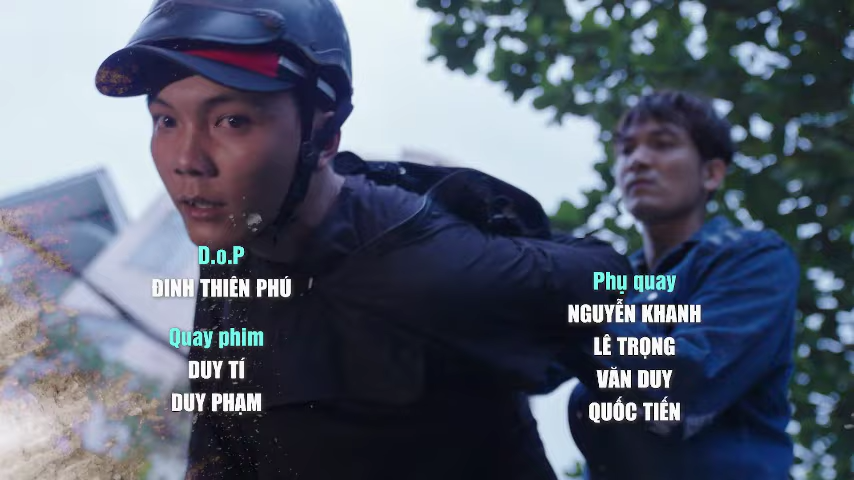 D.o.P
ĐINH THIÊN PHÚ
Quay phim
DUY TÍ
DUY PHẠM
Phụ quay
NGUYỄN KHANH
LÊ TRỌNG
VĂN DUY
QUỐC TIẾN